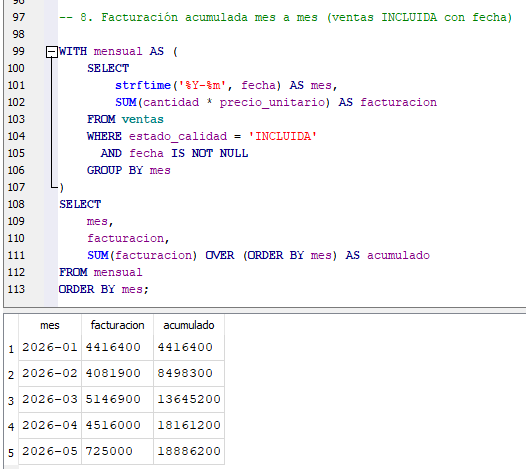 96
97 -- 8. Facturación acumulada mes a mes (ventas INCLUIDA con fecha)
98
99 WITH mensual AS (
100 SELECT
101 strftime('%Y-%m', fecha) AS mes,
102 SUM(cantidad * precio_unitario) AS facturacion
103 FROM ventas
104 WHERE estado_calidad = 'INCLUIDA'
105 AND fecha IS NOT NULL
106 GROUP BY mes
107 )
108 SELECT
109 mes,
110 facturacion,
111 SUM(facturacion) OVER (ORDER BY mes) AS acumulado
112 FROM mensual
113 ORDER BY mes;
mes facturacion acumulado
1 2026-01 4416400 4416400
2 2026-02 4081900 8498300
3 2026-03 5146900 13645200
4 2026-04 4516000 18161200
5 2026-05 725000 18886200